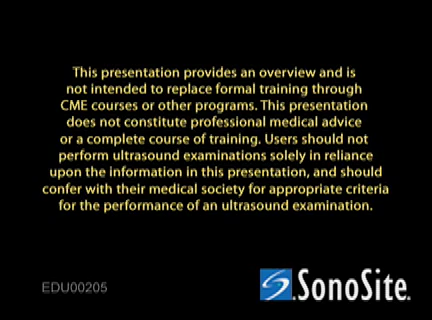 This presentation provides an overview and is
not intended to replace formal training through
CME courses or other programs. This presentation
does not constitute professional medical advice
or a complete course of training. Users should not
perform ultrasound examinations solely in reliance
upon the information in this presentation, and should
confer with their medical society for appropriate criteria
for the performance of an ultrasound examination.
EDU00205
SonoSite.